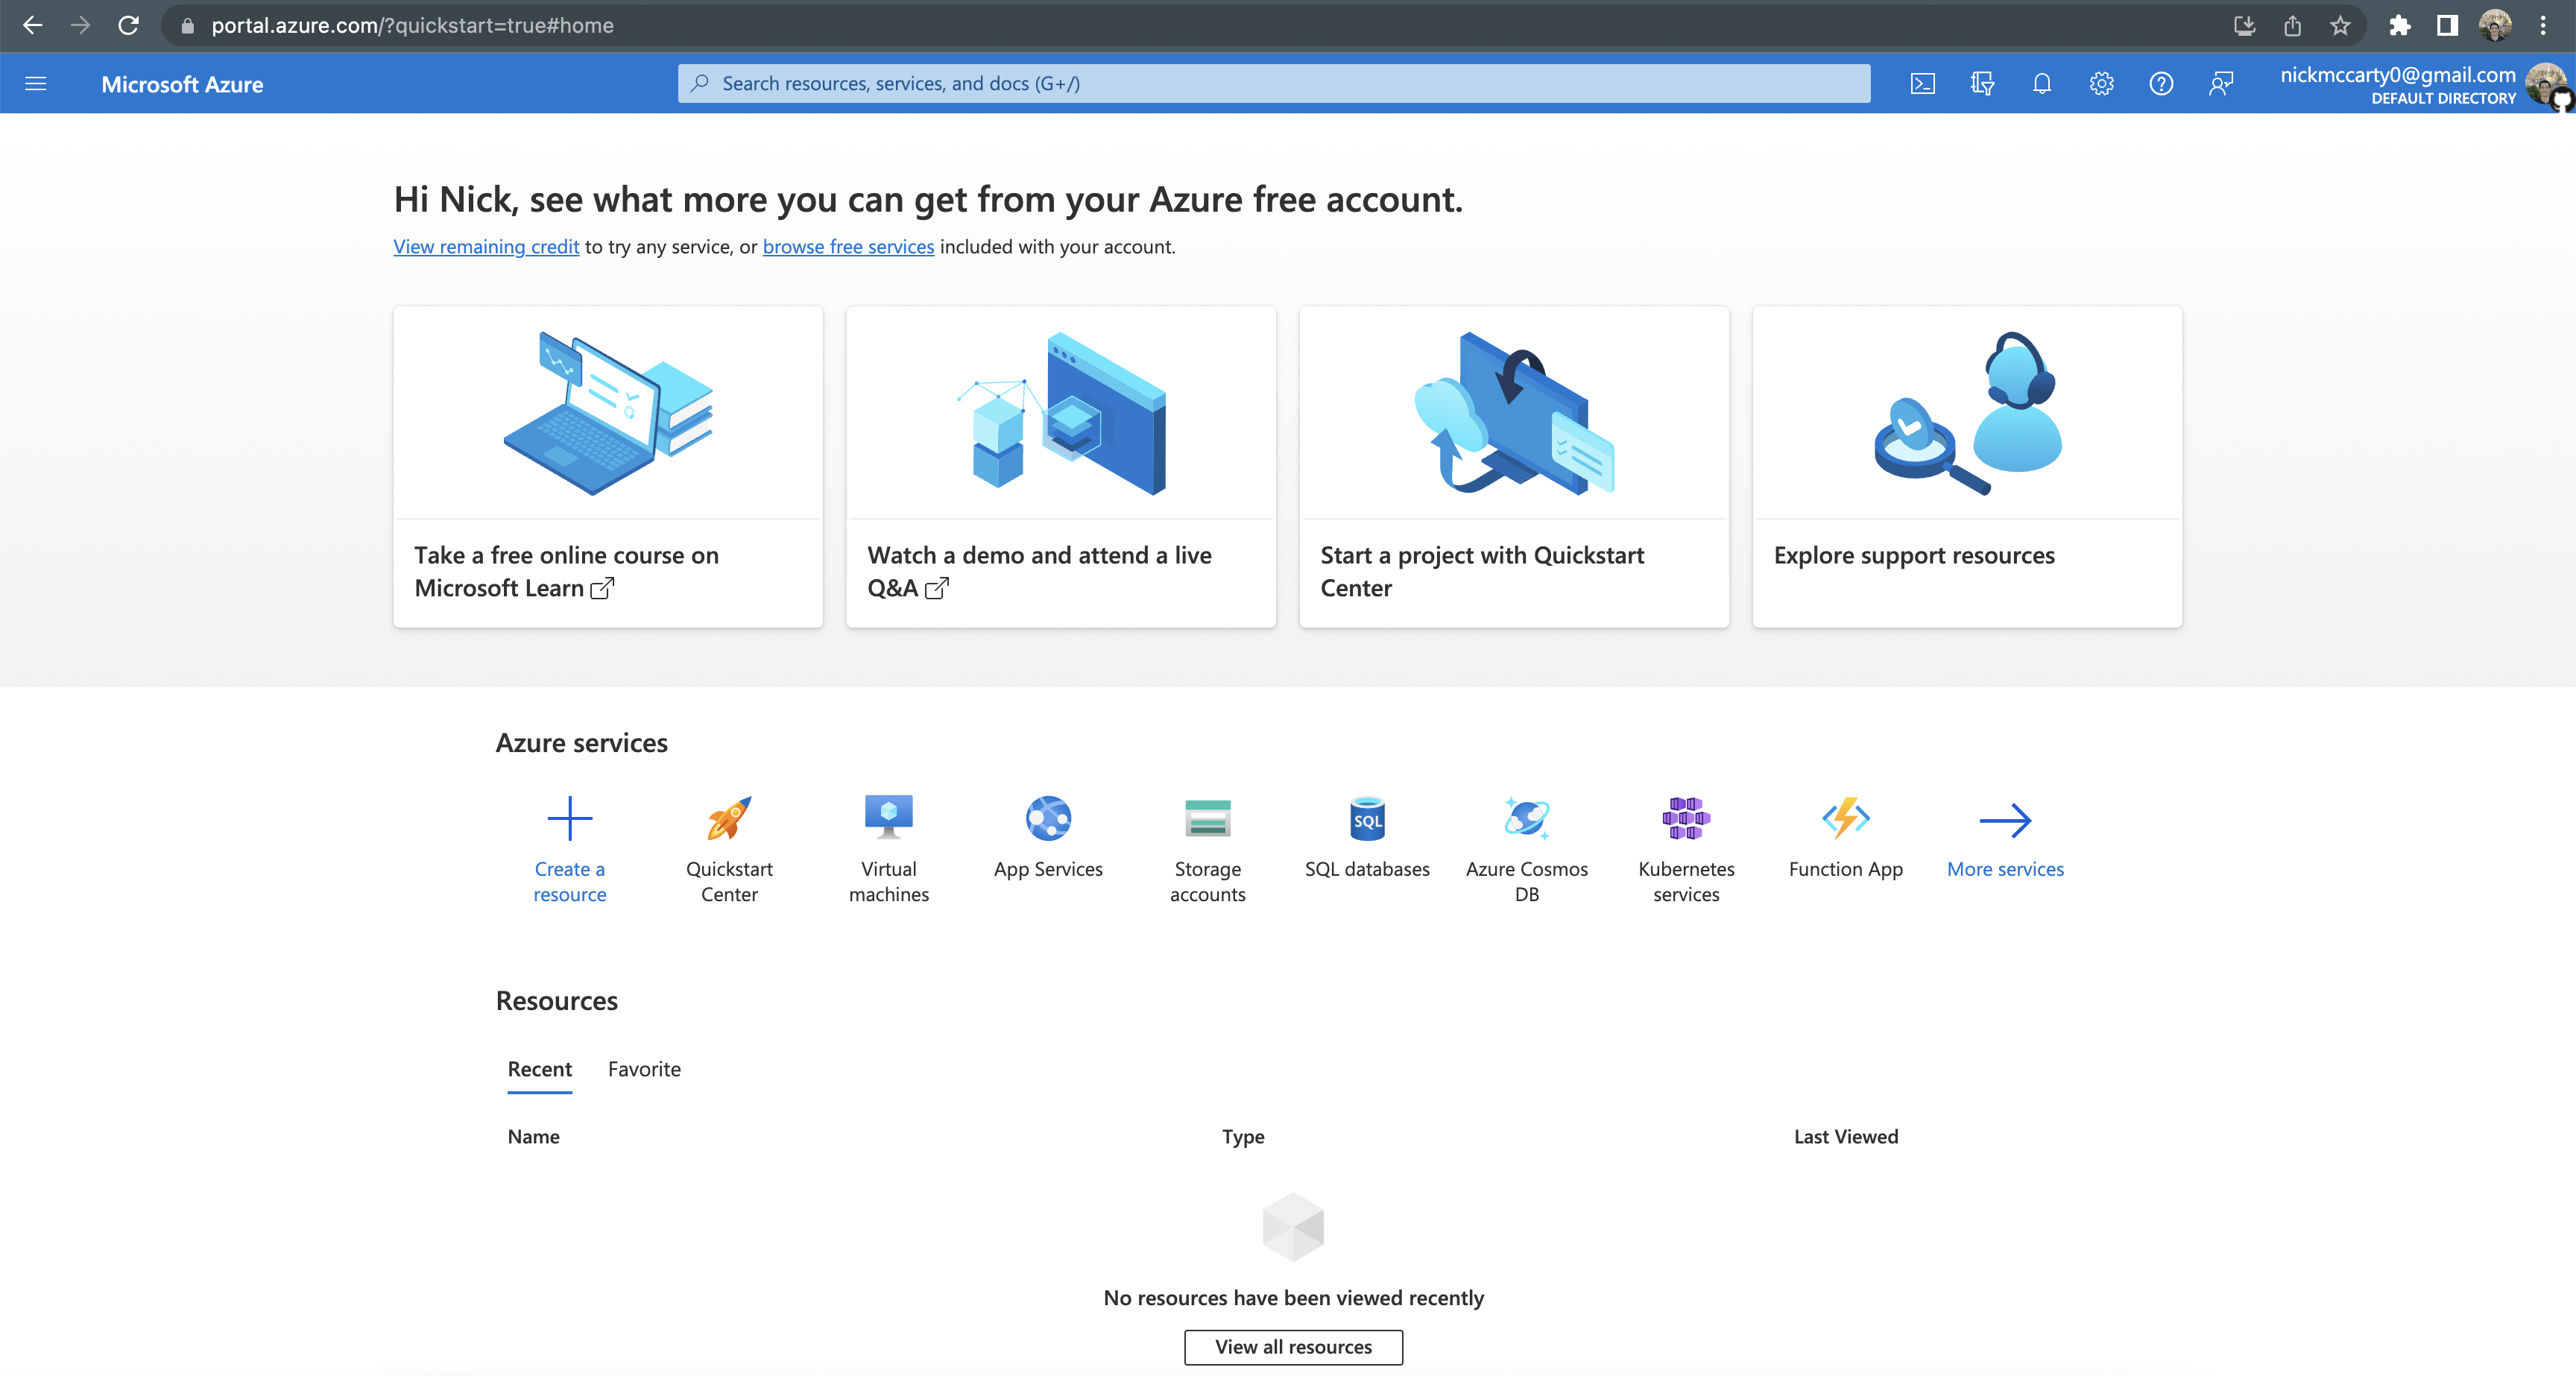 portal.azure.com/?quickstart=true#home
Microsoft Azure
Search resources, services, and docs (G+/)
nickmccarty0@gmail.com
DEFAULT DIRECTORY
Hi Nick, see what more you can get from your Azure free account.
View remaining credit to try any service, or browse free services included with your account.
Take a free online course on
Microsoft Learn
Watch a demo and attend a live
Q&A
Start a project with Quickstart
Center
Explore support resources
Azure services
Create a
resource
Quickstart
Center
Virtual
machines
App Services
Storage
accounts
SQL
SQL databases
Azure Cosmos
DB
Kubernetes
services
Function App
More services
Resources
Recent
Favorite
Name
Type
Last Viewed
No resources have been viewed recently
View all resources